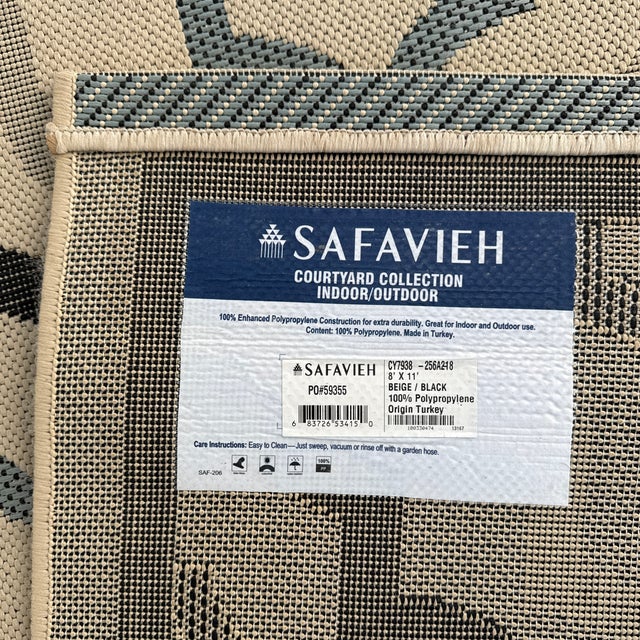 SAFAVIEH
COURTYARD COLLECTION
INDOOR/OUTDOOR
100% Enhanced Polypropylene Construction for extra durability. Great for Indoor and Outdoor use.
Content: 100% Polypropylene. Made in Turkey.
SAFAVIEH
PO#59355
6 83726 53415 0
CY7938 -256A218
8' X 11'
BEIGE / BLACK
100% Polypropylene
Origin Turkey
100330474 13167
Care Instructions: Easy to Clean—Just sweep, vacuum or rinse off with a garden hose.
100%
PP
SAF-206